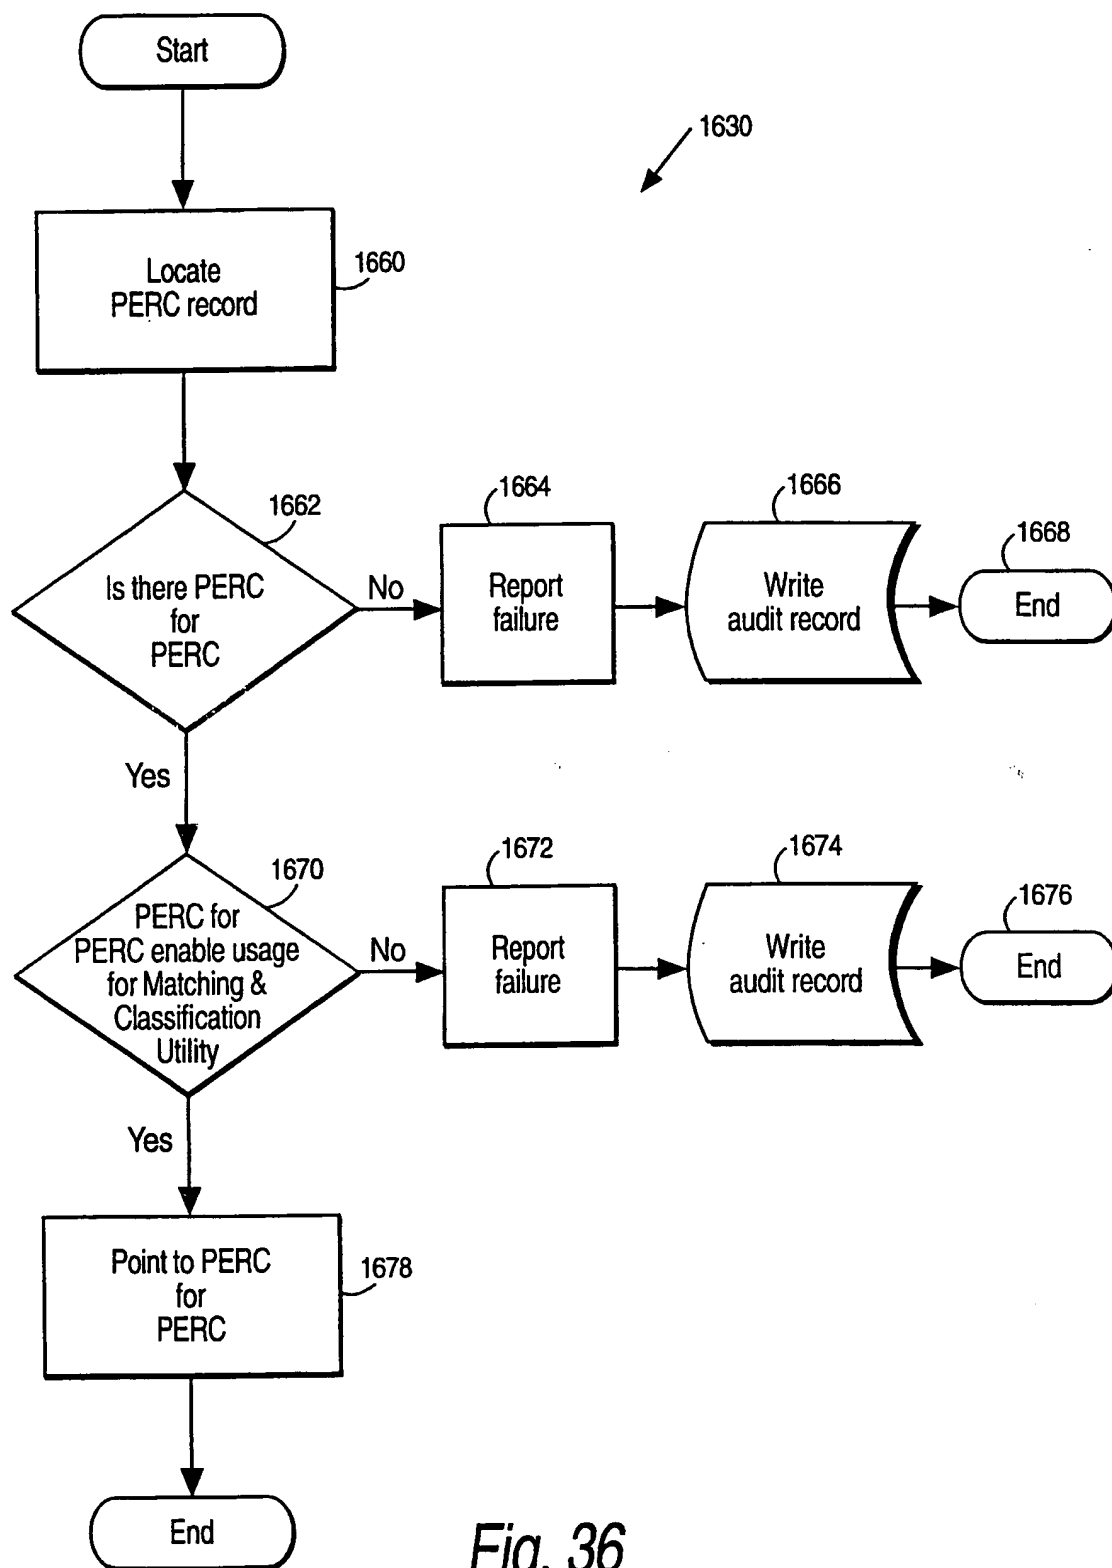 Start
1630
Locate
PERC record
1660
1662
Is there PERC
for
PERC
No
1664
Report
failure
1666
Write
audit record
1668
End
Yes
1670
PERC for
PERC enable usage
for Matching &
Classification
Utility
No
1672
Report
failure
1674
Write
audit record
1676
End
Yes
Point to PERC
for
PERC
1678
End
Fig. 36